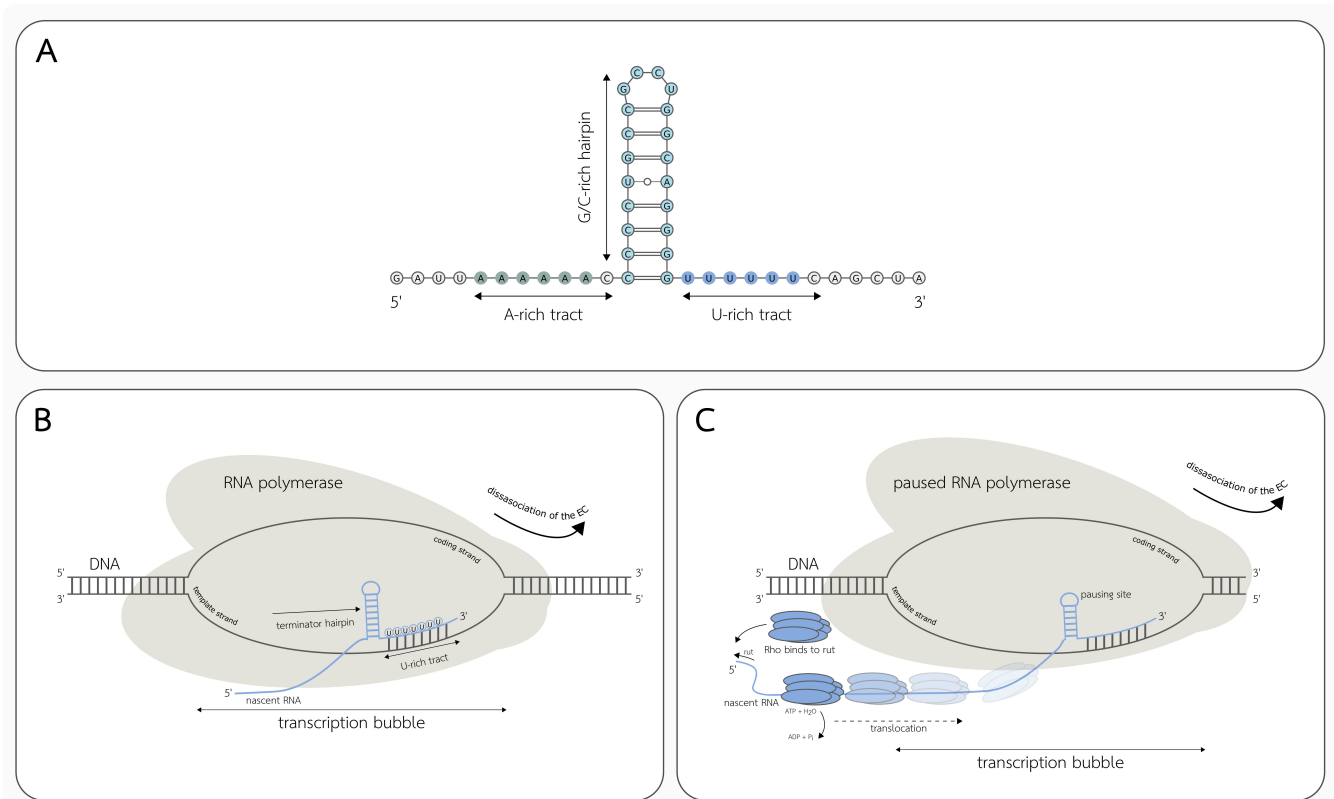 A
C C
G U
C G
C G
G C
U A
C G
C G
C G
G/C-rich hairpin
G A U U A A A A A A C C G U U U U U U C A G C U A
5' 3'
A-rich tract U-rich tract
B
RNA polymerase
dissasociation of the EC
coding strand
DNA
5' 3'
3' 5'
template strand
terminator hairpin
3'
U U U U U U U
U-rich tract
5'
nascent RNA
transcription bubble
C
paused RNA polymerase
dissasociation of the EC
coding strand
DNA
5' 3'
3' 5'
template strand
pausing site
3'
Rho binds to rut
rut
5'
nascent RNA
ATP + H2O
translocation
ADP + Pi
transcription bubble